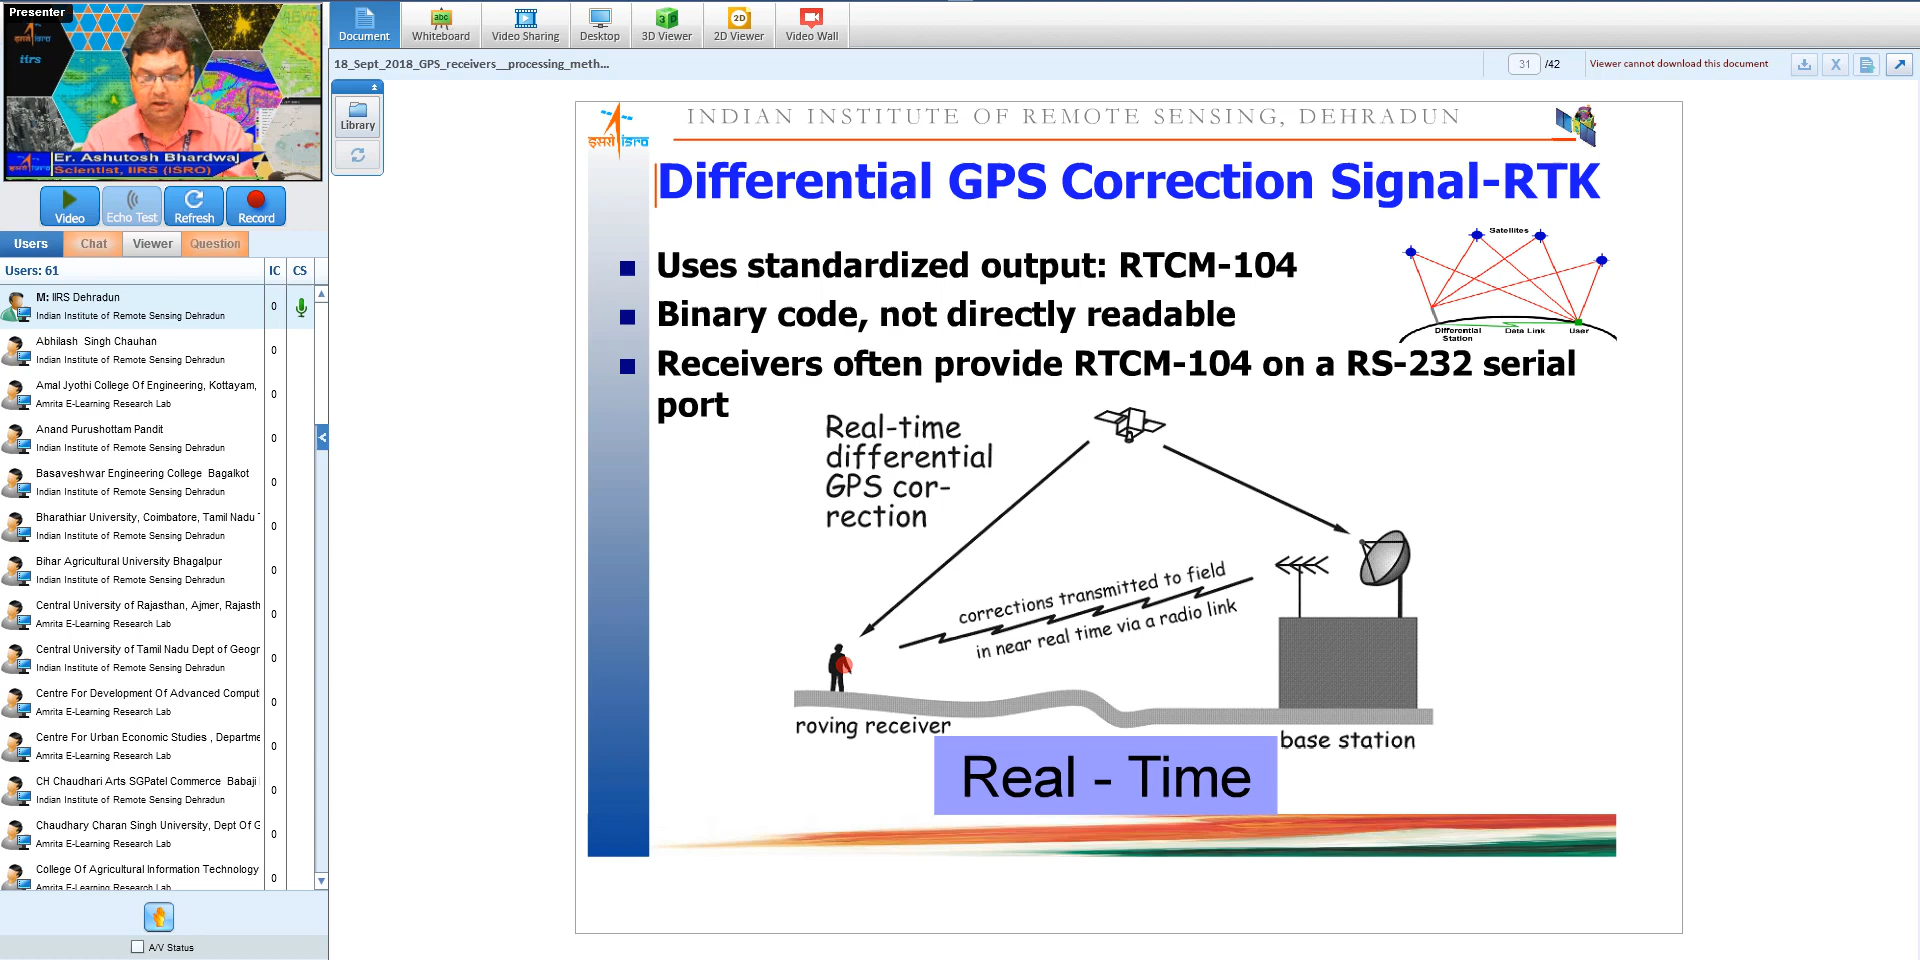 Presenter
iirs
Er. Ashutosh Bhardwaj
Scientist, IIRS (ISRO)
Video
Echo Test
Refresh
Record
Users
Chat
Viewer
Question
Users: 61
IC
CS
M: IIRS Dehradun
Indian Institute of Remote Sensing Dehradun
0
Abhilash Singh Chauhan
Indian Institute of Remote Sensing Dehradun
0
Amal Jyothi College Of Engineering, Kottayam,
Amrita E-Learning Research Lab
0
Anand Purushottam Pandit
Indian Institute of Remote Sensing Dehradun
0
Basaveshwar Engineering College Bagalkot
Indian Institute of Remote Sensing Dehradun
0
Bharathiar University, Coimbatore, Tamil Nadu
Indian Institute of Remote Sensing Dehradun
0
Bihar Agricultural University Bhagalpur
Indian Institute of Remote Sensing Dehradun
0
Central University of Rajasthan, Ajmer, Rajasth
Indian Institute of Remote Sensing Dehradun
0
Central University of Tamil Nadu Dept of Geogr
Indian Institute of Remote Sensing Dehradun
0
Centre For Development Of Advanced Comput
Amrita E-Learning Research Lab
0
Centre For Urban Economic Studies , Departme
Amrita E-Learning Research Lab
0
CH Chaudhari Arts SGPatel Commerce Babaji
Indian Institute of Remote Sensing Dehradun
0
Chaudhary Charan Singh University, Dept Of G
Amrita E-Learning Research Lab
0
College Of Agricultural Information Technology
Amrita E-Learning Research Lab
0
A/V Status
Document
Whiteboard
Video Sharing
Desktop
3D Viewer
2D Viewer
Video Wall
18_Sept_2018_GPS_receivers__processing_meth...
31 /42
Viewer cannot download this document
Library
इसरो isro
INDIAN INSTITUTE OF REMOTE SENSING, DEHRADUN
Differential GPS Correction Signal-RTK
Uses standardized output: RTCM-104
Binary code, not directly readable
Receivers often provide RTCM-104 on a RS-232 serial
port
Satellites
Differential
Station
Data Link
User
Real-time
differential
GPS cor-
rection
corrections transmitted to field
in near real time via a radio link
roving receiver
base station
Real - Time